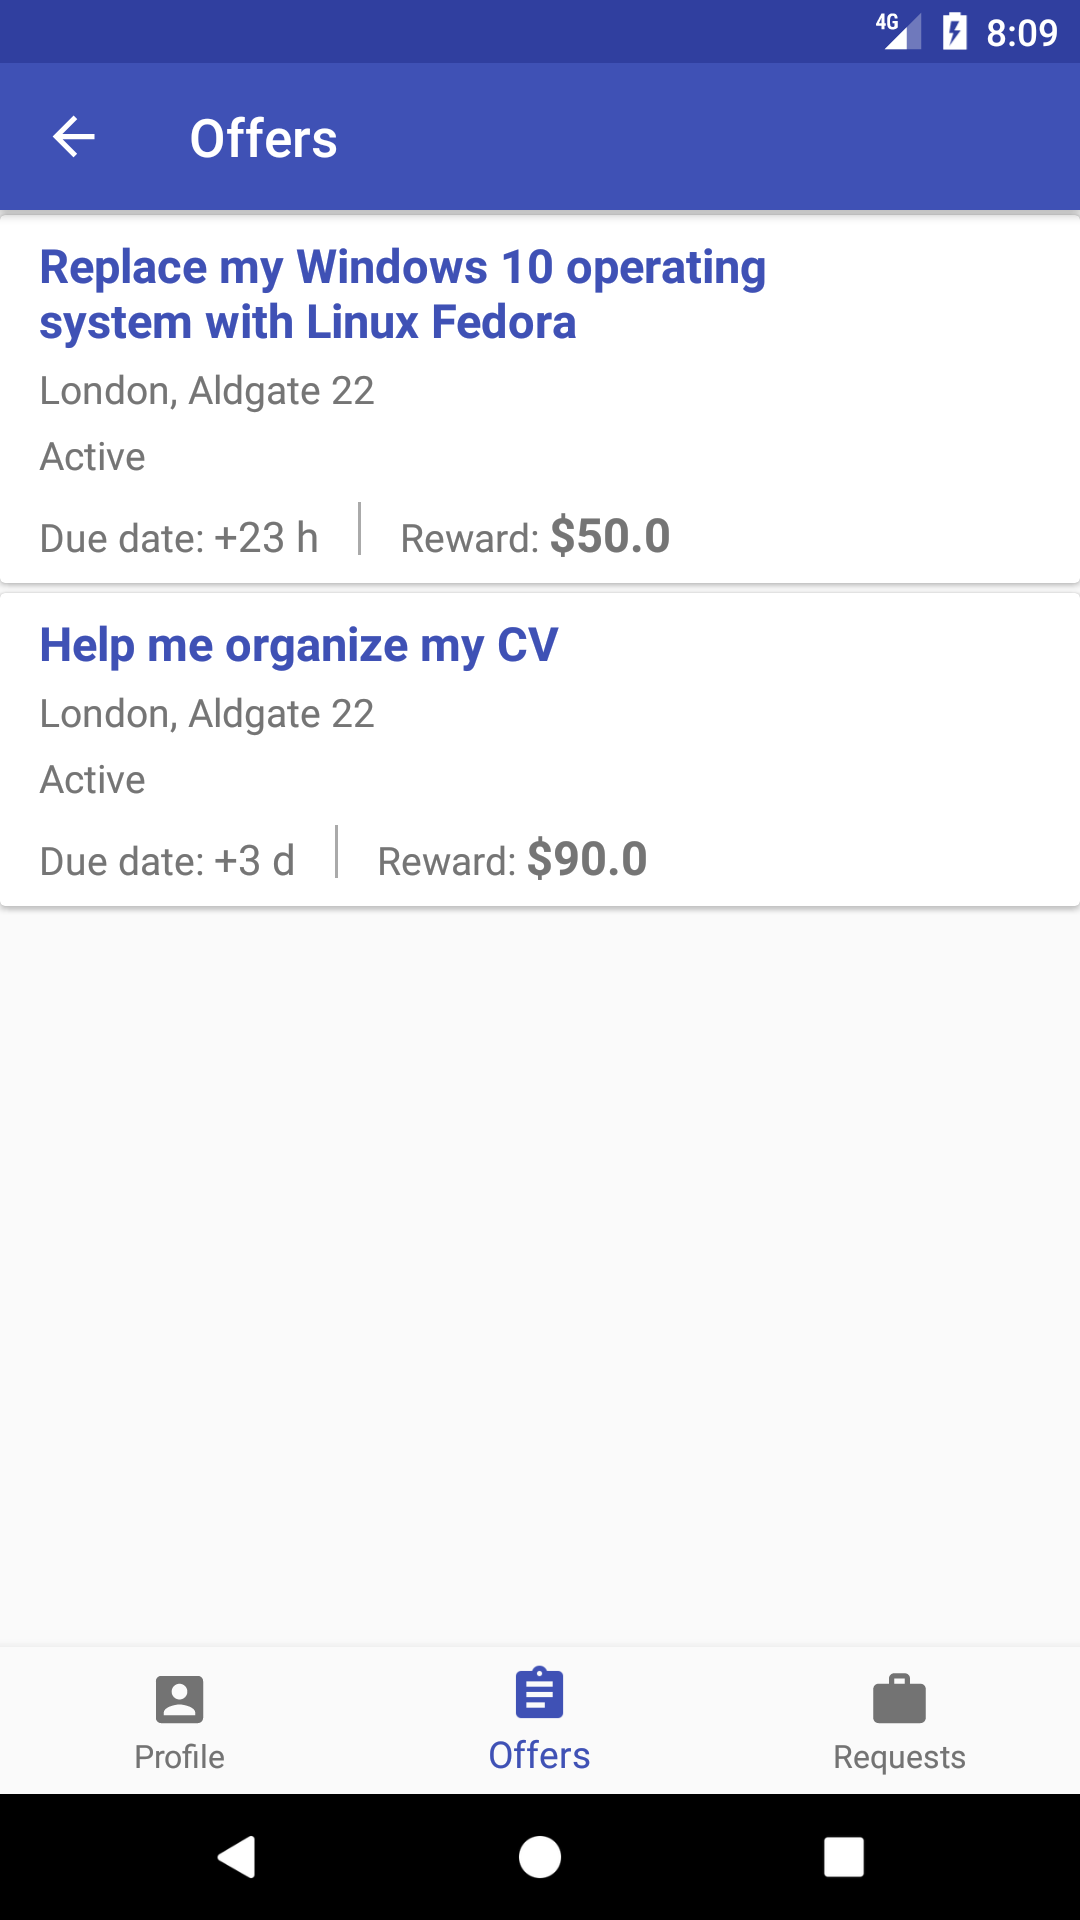 4G 8:09
Offers
Replace my Windows 10 operating
system with Linux Fedora
London, Aldgate 22
Active
Due date: +23 h Reward: $50.0
Help me organize my CV
London, Aldgate 22
Active
Due date: +3 d Reward: $90.0
Profile Offers Requests